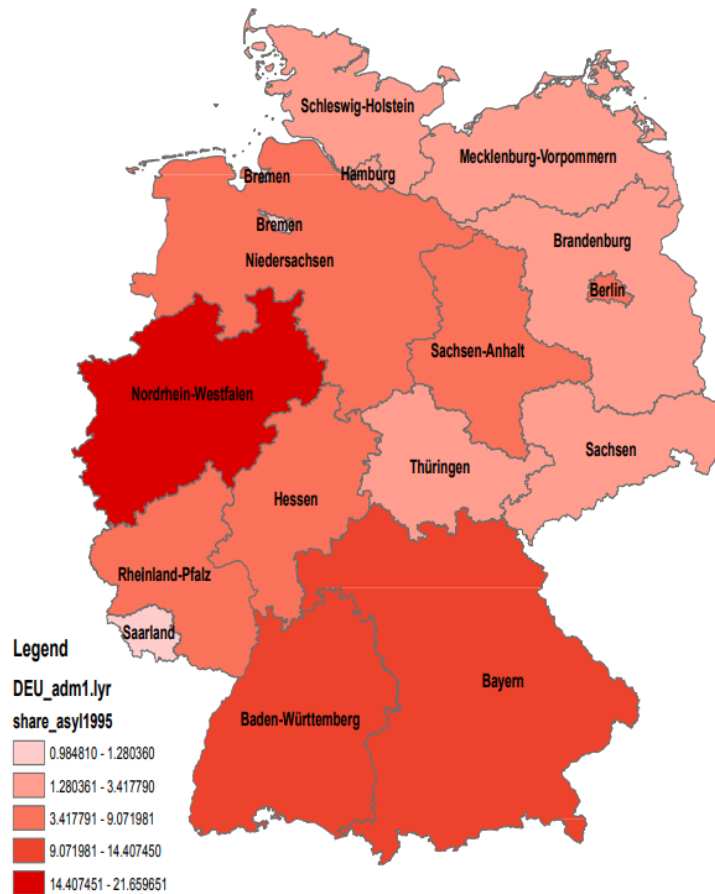 Schleswig-Holstein
Mecklenburg-Vorpommern
Hamburg
Bremen
Bremen
Brandenburg
Niedersachsen
Berlin
Sachsen-Anhalt
Nordrhein-Westfalen
Sachsen
Thüringen
Hessen
Rheinland-Pfalz
Saarland
Bayern
Baden-Württemberg
Legend
DEU_adm1.lyr
share_asyl1995
0.984810 - 1.280360
1.280361 - 3.417790
3.417791 - 9.071981
9.071981 - 14.407450
14.407451 - 21.659651